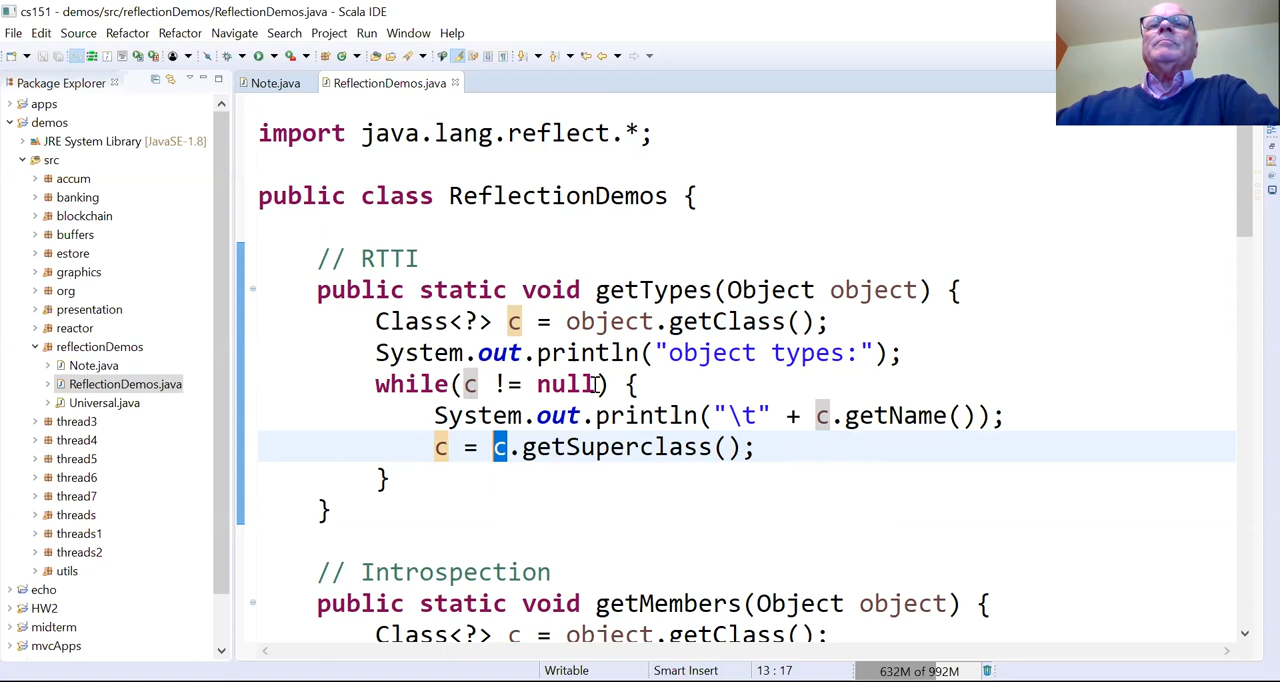 cs151 - demos/src/reflectionDemos/ReflectionDemos.java - Scala IDE
File Edit Source Refactor Refactor Navigate Search Project Run Window Help
Package Explorer
Note.java
ReflectionDemos.java
apps
demos
JRE System Library [JavaSE-1.8]
src
accum
banking
blockchain
buffers
estore
graphics
org
presentation
reactor
reflectionDemos
Note.java
ReflectionDemos.java
Universal.java
thread3
thread4
thread5
thread6
thread7
threads
threads1
threads2
utils
echo
HW2
midterm
mvcApps
import java.lang.reflect.*;
public class ReflectionDemos {
// RTTI
public static void getTypes(Object object) {
Class<?> c = object.getClass();
System.out.println("object types:");
while(c != null) {
System.out.println("\t" + c.getName());
c = c.getSuperclass();
}
}
// Introspection
public static void getMembers(Object object) {
Class<?> c = object.getClass();
Writable
Smart Insert
13 : 17
632M of 992M